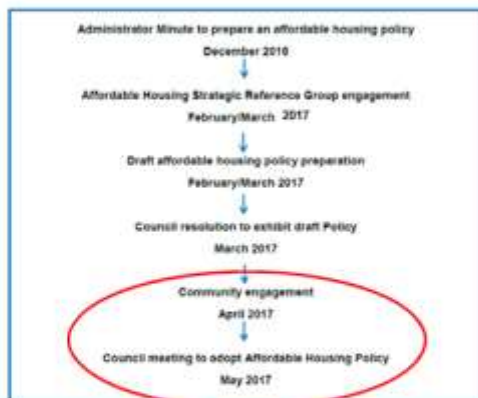 Administrator Minute to prepare an affordable housing policy
December 2016
Affordable Housing Strategic Reference Group engagement
February/March 2017
Draft affordable housing policy preparation
February/March 2017
Council resolution to exhibit draft Policy
March 2017
Community engagement
April 2017
Council meeting to adopt Affordable Housing Policy
May 2017